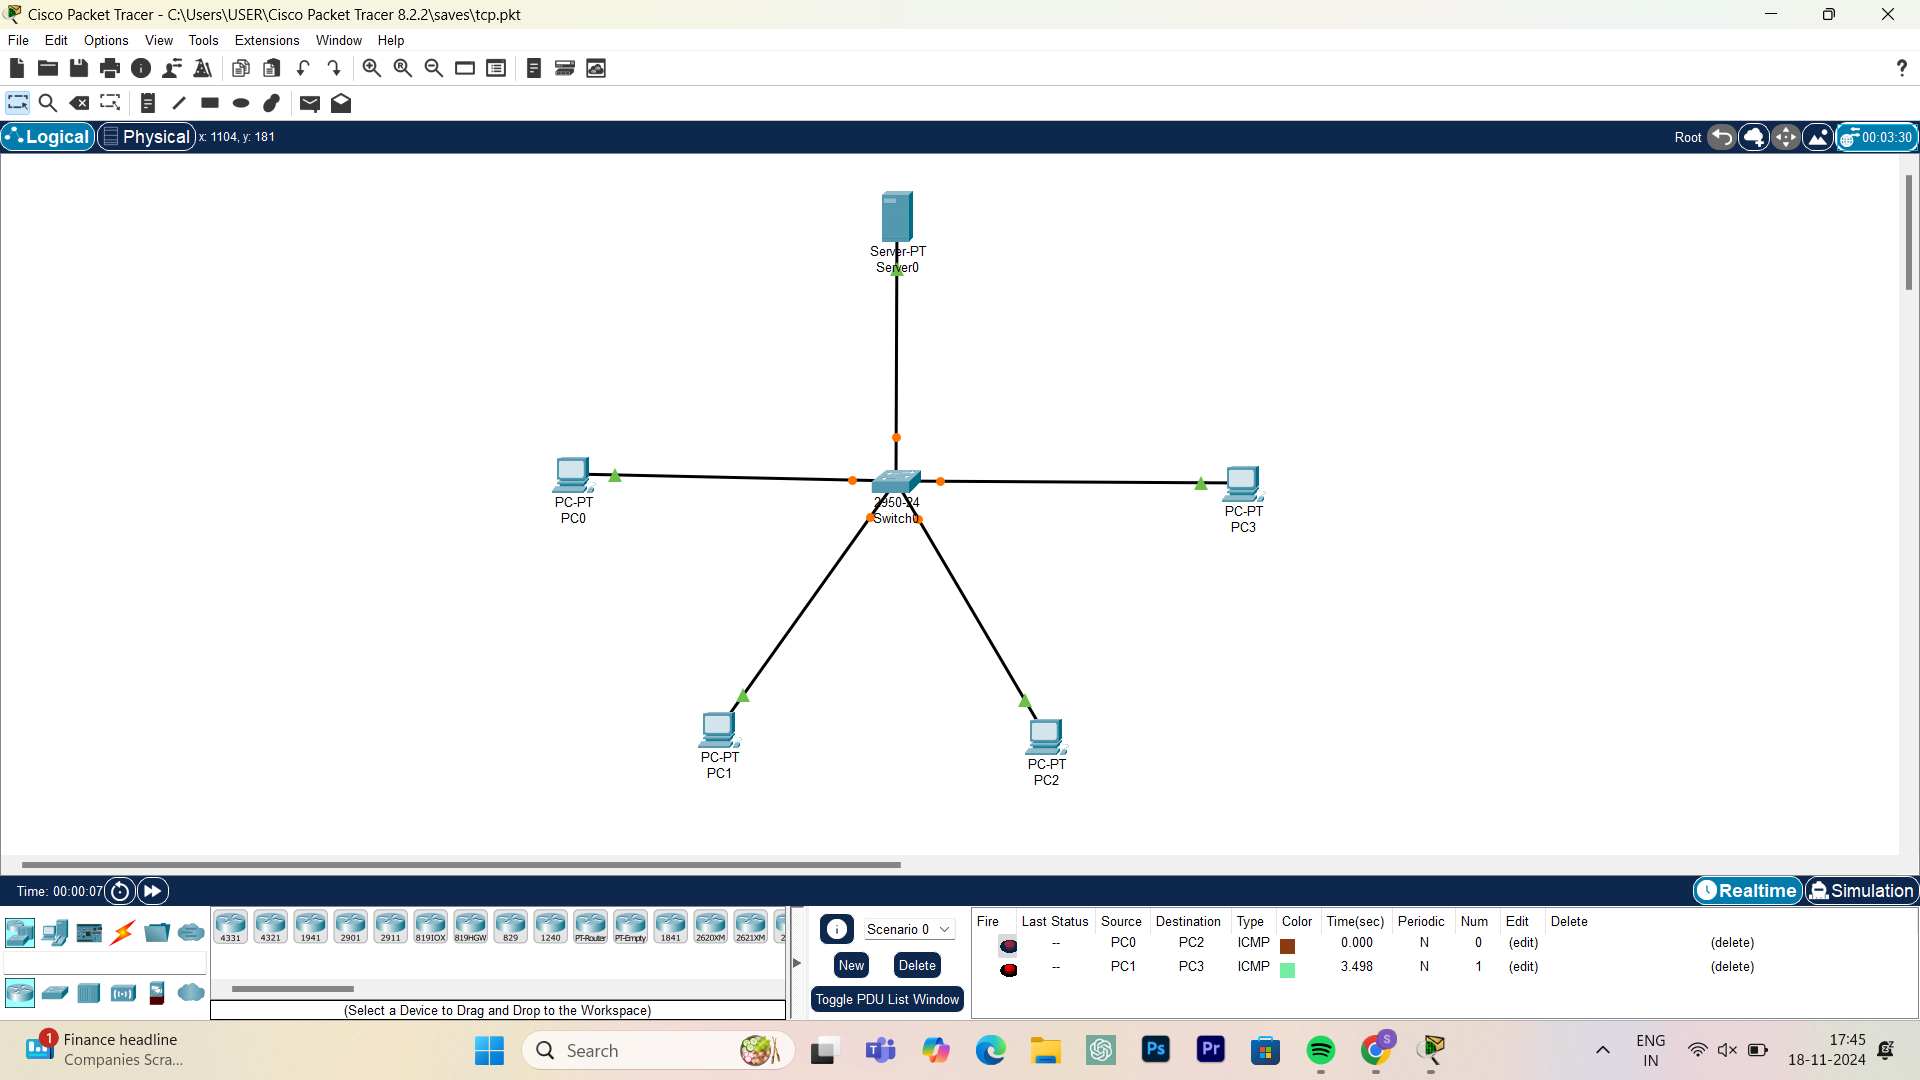 Cisco Packet Tracer - C:\Users\USER\Cisco Packet Tracer 8.2.2\saves\tcp.pkt
File Edit Options View Tools Extensions Window Help
?
Logical Physical x: 1104, y: 181 Root 00:03:30
Server-PT
Server0
PC-PT
PC0
2950-24
Switch0
PC-PT
PC3
PC-PT
PC1
PC-PT
PC2
Time: 00:00:07 Realtime Simulation
4331 4321 1941 2901 2911 819IOX 819HGW 829 1240 PT-Router PT-Empty 1841 2620XM 2621XM
(Select a Device to Drag and Drop to the Workspace)
Scenario 0
New Delete
Toggle PDU List Window
Fire Last Status Source Destination Type Color Time(sec) Periodic Num Edit Delete
-- PC0 PC2 ICMP 0.000 N 0 (edit) (delete)
-- PC1 PC3 ICMP 3.498 N 1 (edit) (delete)
1 Finance headline
Companies Scra...
Search
Ps
Pr
S
ENG
IN
17:45
18-11-2024